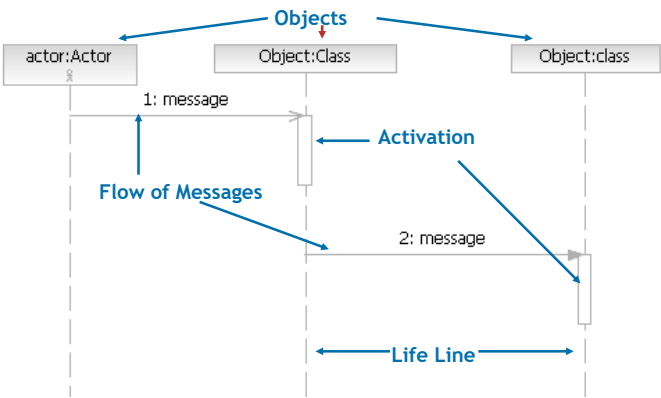 Objects
actor:Actor
Object:Class
Object:class
1: message
Activation
Flow of Messages
2: message
Life Line